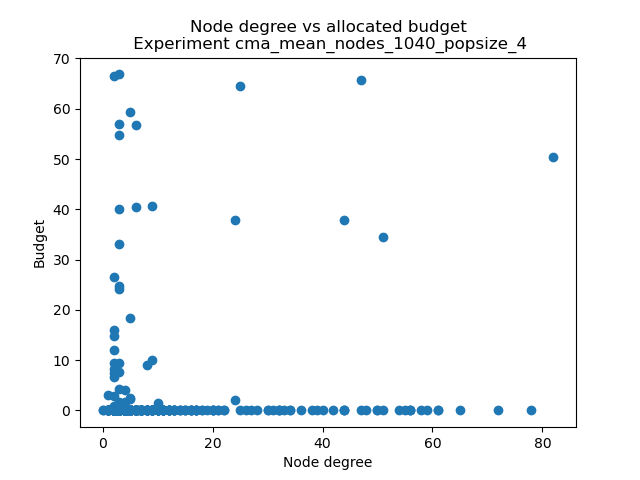 Node degree vs allocated budget
Experiment cma_mean_nodes_1040_popsize_4
70
60
50
40
30
20
10
0
Budget
0 20 40 60 80
Node degree